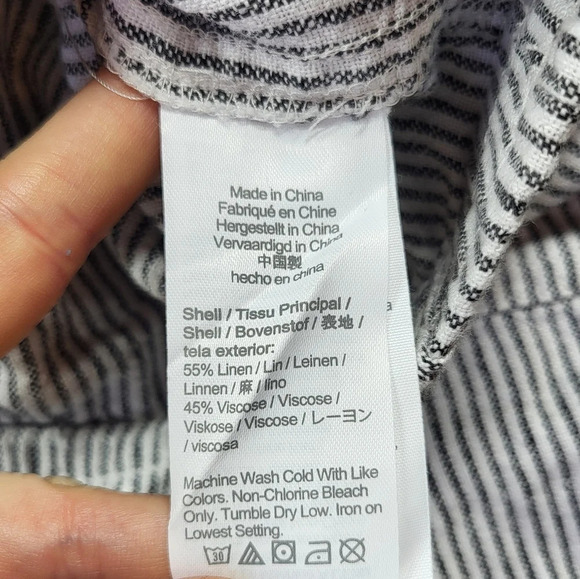 Made in China
Fabriqué en Chine
Hergestellt in China
Vervaardigd in China
中国製
hecho en china
Shell / Tissu Principal /
Shell / Bovenstof / 表地 /
tela exterior:
55% Linen / Lin / Leinen /
Linnen / 麻 / lino
45% Viscose / Viscose /
Viskose / Viscose / レーヨン
/ viscosa
Machine Wash Cold With Like
Colors. Non-Chlorine Bleach
Only. Tumble Dry Low. Iron on
Lowest Setting.
30